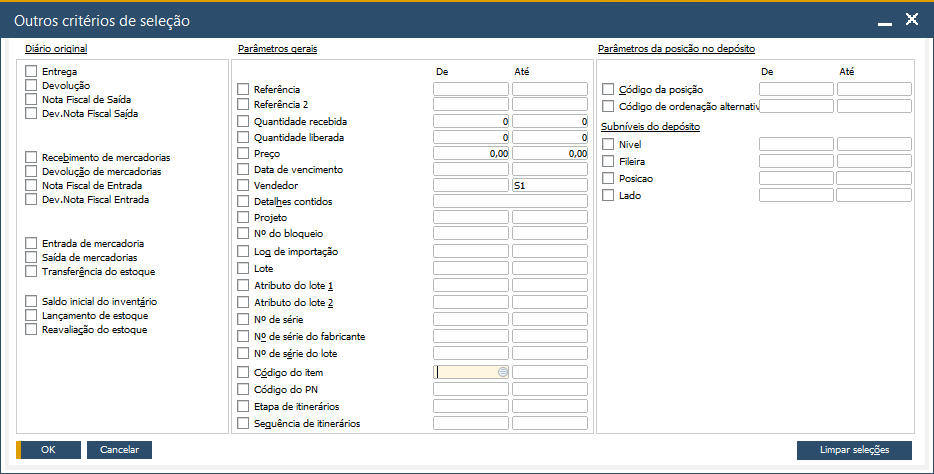 Outros critérios de seleção
Diário original
Entrega
Devolução
Nota Fiscal de Saída
Dev.Nota Fiscal Saída
Recebimento de mercadorias
Devolução de mercadorias
Nota Fiscal de Entrada
Dev.Nota Fiscal Entrada
Entrada de mercadoria
Saída de mercadorias
Transferência do estoque
Saldo inicial do inventário
Lançamento de estoque
Reavaliação do estoque
Parâmetros gerais
De Até
Referência
Referência 2
Quantidade recebida 0 0
Quantidade liberada 0 0
Preço 0,00 0,00
Data de vencimento
Vendedor S1
Detalhes contidos
Projeto
Nº do bloqueio
Log de importação
Lote
Atributo do lote 1
Atributo do lote 2
Nº de série
Nº de série do fabricante
Nº de série do lote
Código do item
Código do PN
Etapa de itinerários
Sequência de itinerários
Parâmetros da posição no depósito
De Até
Código da posição
Código de ordenação alternativ
Subníveis do depósito
Nivel
Fileira
Posicao
Lado
OK Cancelar Limpar seleções